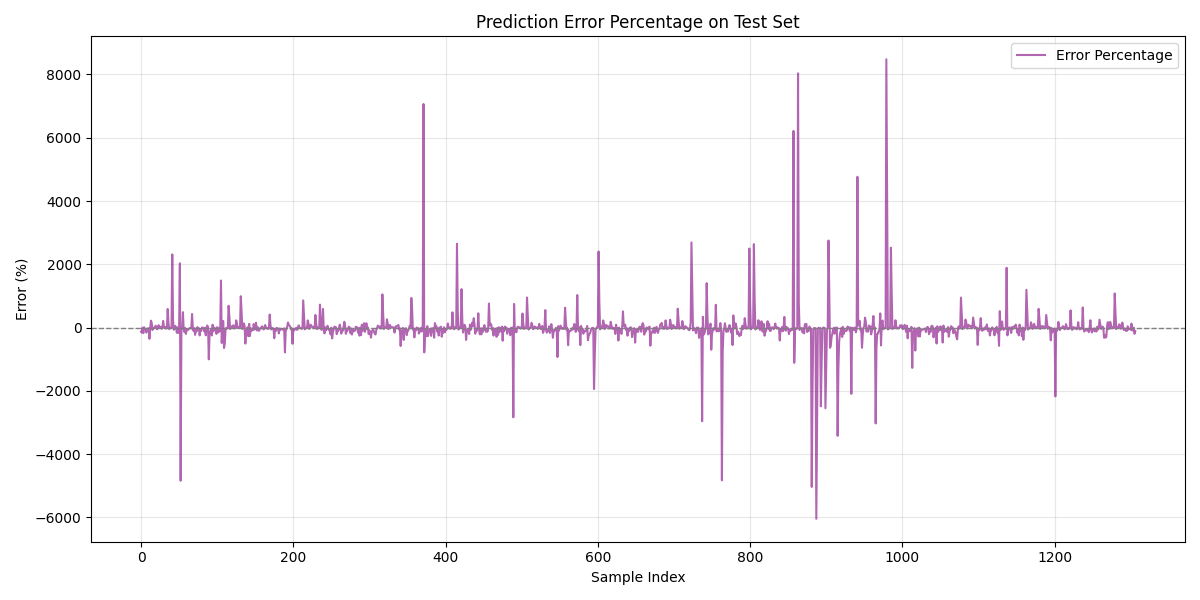 Prediction Error Percentage on Test Set
Error Percentage
8000
6000
4000
2000
0
−2000
−4000
−6000
Error (%)
0 200 400 600 800 1000 1200
Sample Index